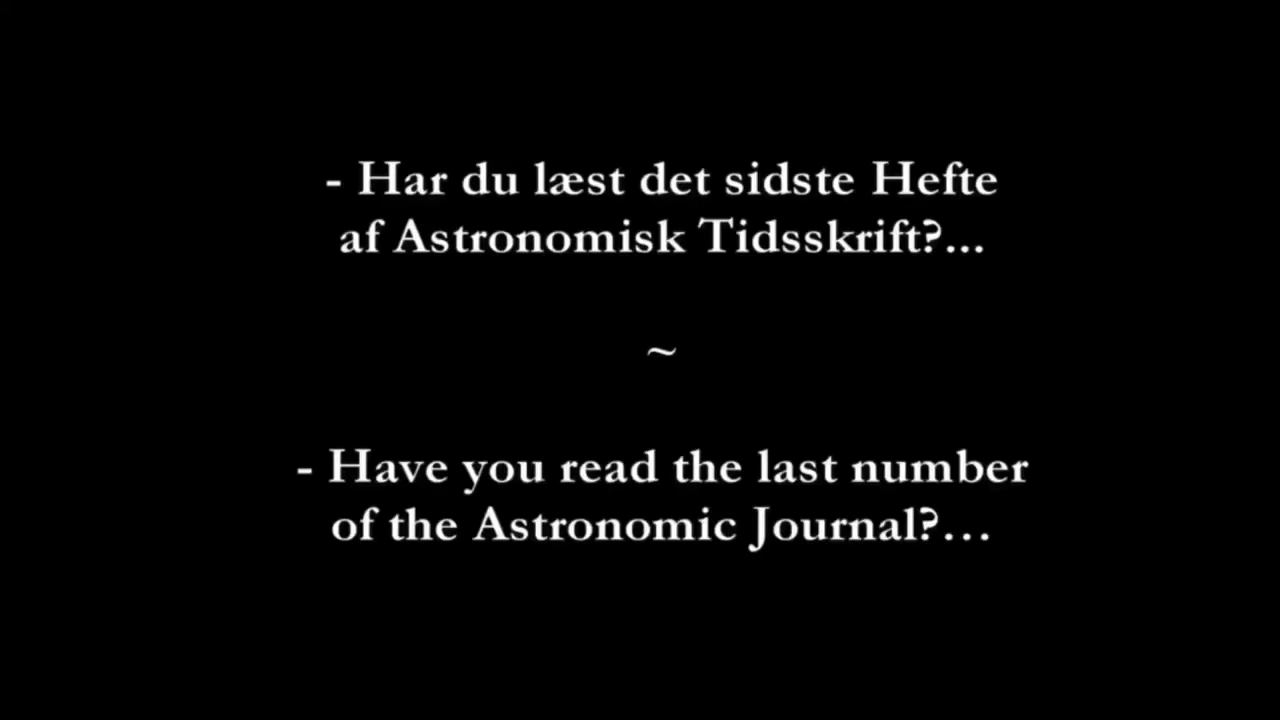 - Har du læst det sidste Hefte
af Astronomisk Tidsskrift?...
~
- Have you read the last number
of the Astronomic Journal?...